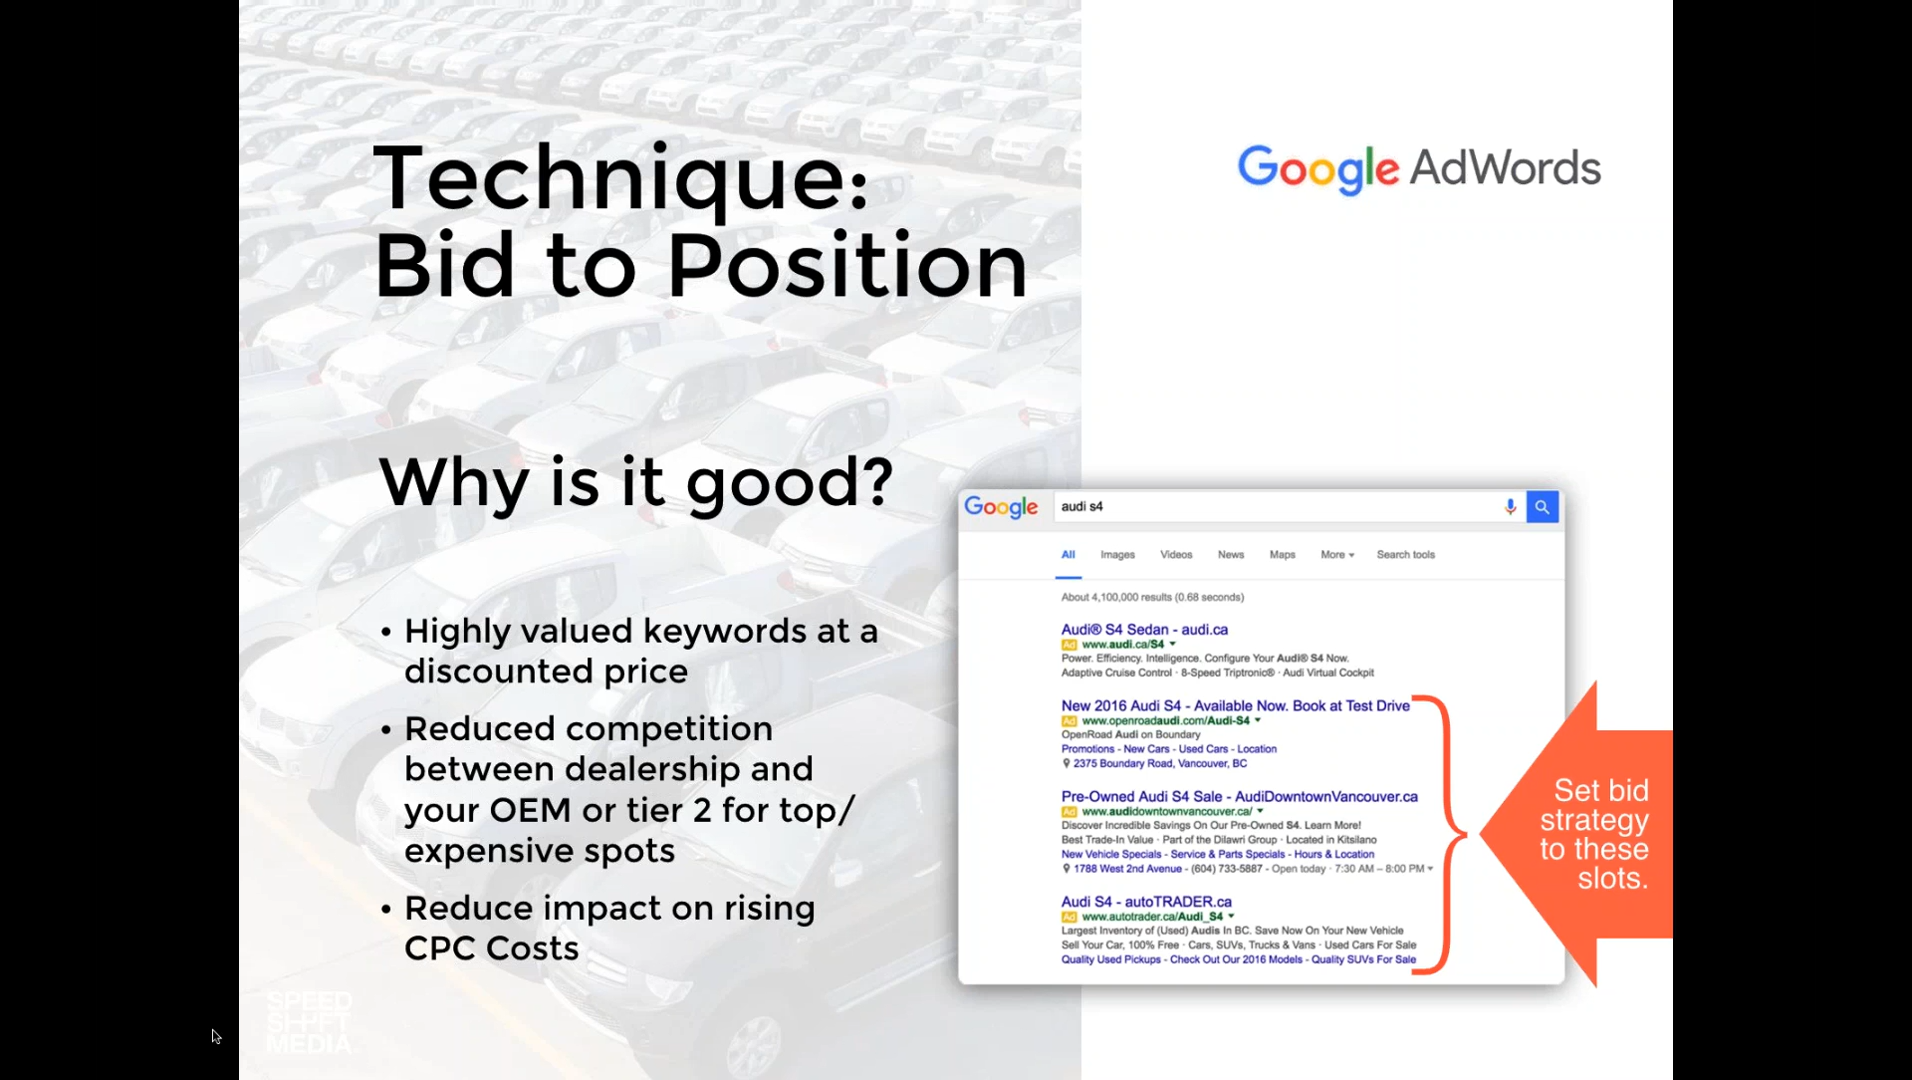 Technique:
Bid to Position
Google AdWords
Why is it good?
• Highly valued keywords at a
discounted price
• Reduced competition
between dealership and
your OEM or tier 2 for top/
expensive spots
• Reduce impact on rising
CPC Costs
SPEED
SHIFT
MEDIA
Google
audi s4
All Images Videos News Maps More Search tools
About 4,100,000 results (0.68 seconds)
Audi® S4 Sedan - audi.ca
Ad www.audi.ca/S4
Power. Efficiency. Intelligence. Configure Your Audi® S4 Now.
Adaptive Cruise Control · 8-Speed Triptronic® · Audi Virtual Cockpit
New 2016 Audi S4 - Available Now. Book at Test Drive
Ad www.openroadaudi.com/Audi-S4
OpenRoad Audi on Boundary
Promotions - New Cars - Used Cars - Location
2375 Boundary Road, Vancouver, BC
Pre-Owned Audi S4 Sale - AudiDowntownVancouver.ca
Ad www.audidowntownvancouver.ca/
Discover Incredible Savings On Our Pre-Owned S4. Learn More!
Best Trade-In Value · Part of the Dilawri Group · Located in Kitsilano
New Vehicle Specials - Service & Parts Specials - Hours & Location
1788 West 2nd Avenue - (604) 733-5887 - Open today · 7:30 AM – 8:00 PM
Audi S4 - autoTRADER.ca
Ad www.autotrader.ca/Audi_S4
Largest Inventory of (Used) Audis In BC. Save Now On Your New Vehicle
Sell Your Car, 100% Free · Cars, SUVs, Trucks & Vans · Used Cars For Sale
Quality Used Pickups - Check Out Our 2016 Models - Quality SUVs For Sale
Set bid
strategy
to these
slots.